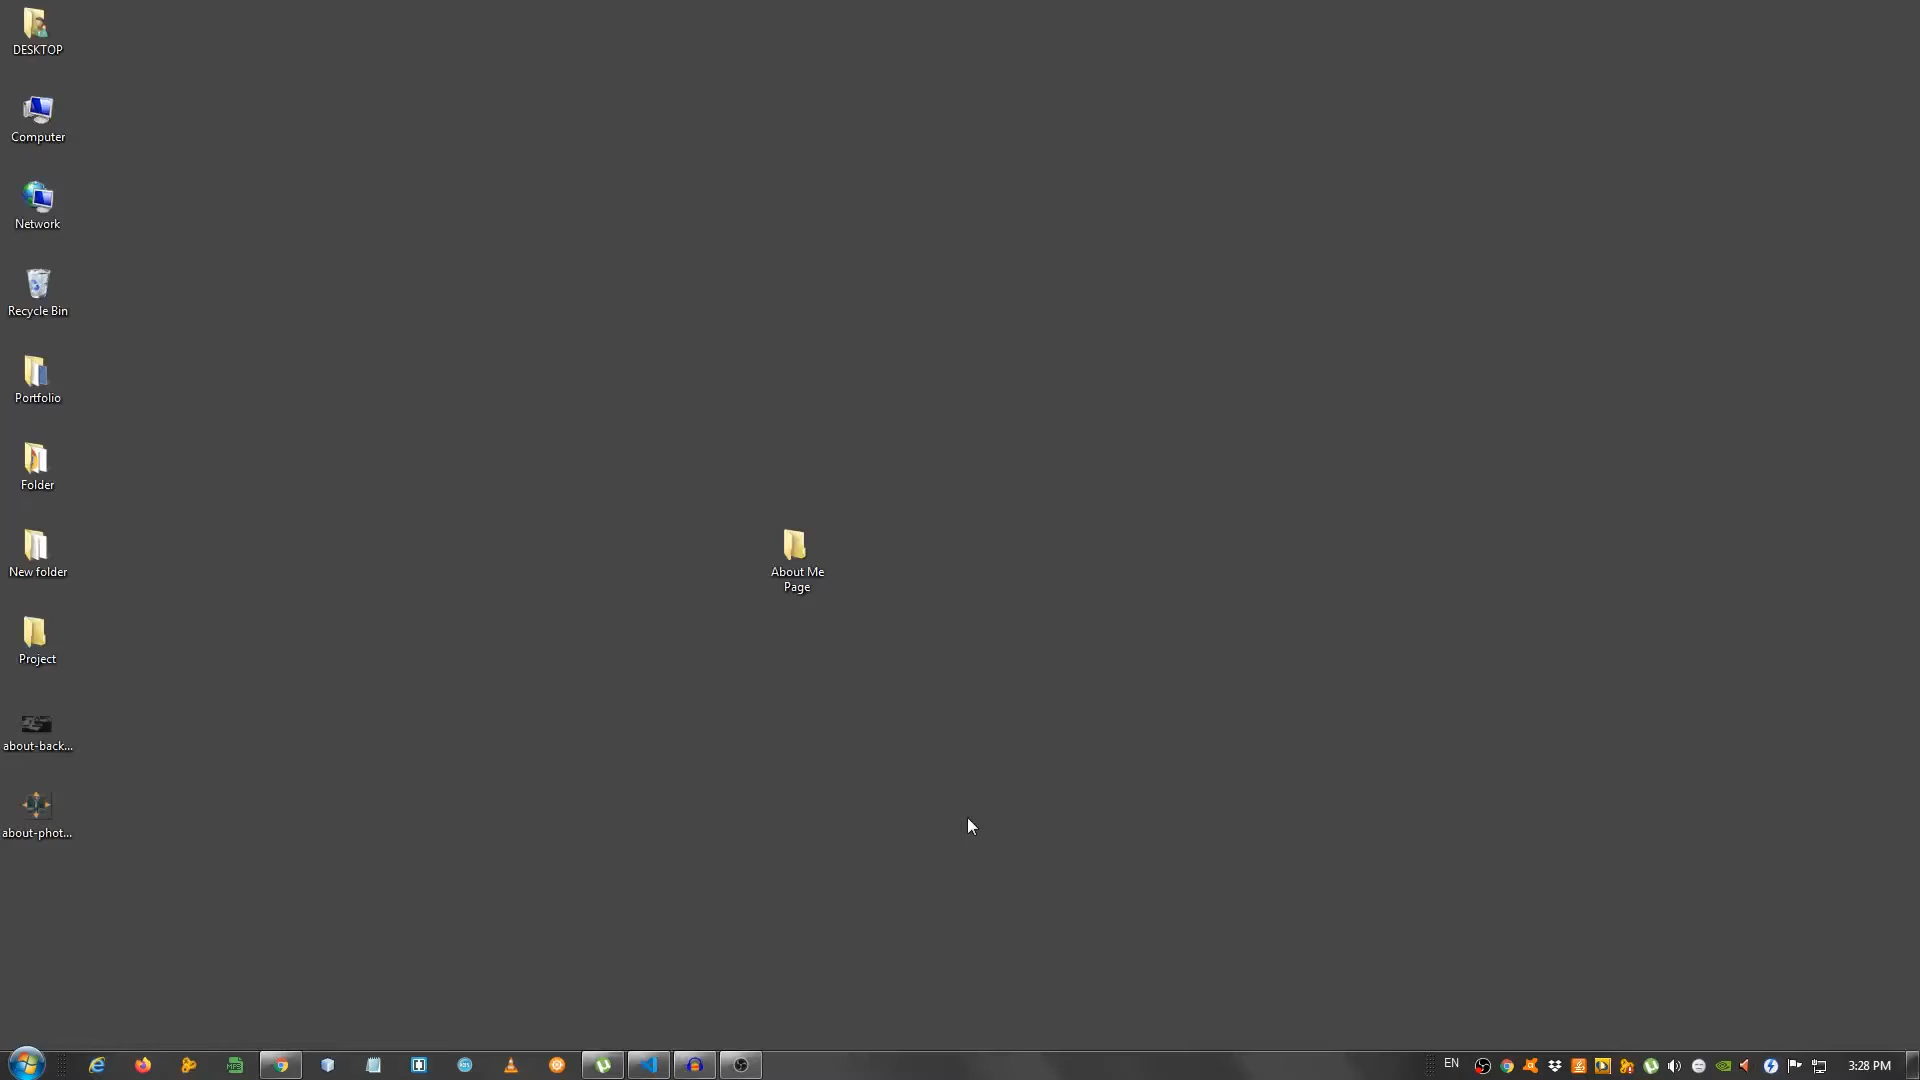 DESKTOP
Computer
Network
Recycle Bin
Portfolio
Folder
New folder
Project
about-back...
about-phot...
About Me
Page
EN
3:28 PM